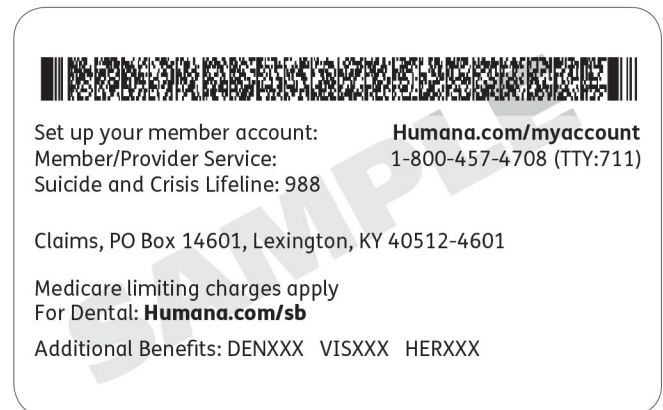 Set up your member account: Humana.com/myaccount
Member/Provider Service: 1-800-457-4708 (TTY:711)
Suicide and Crisis Lifeline: 988
Claims, PO Box 14601, Lexington, KY 40512-4601
Medicare limiting charges apply
For Dental: Humana.com/sb
Additional Benefits: DENXXX VISXXX HERXXX
SAMPLE